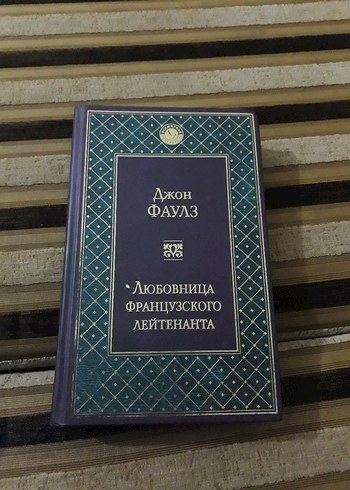 Джон
ФАУЛЗ
ЛЮБОВНИЦА
ФРАНЦУЗСКОГО
ЛЕЙТЕНАНТА